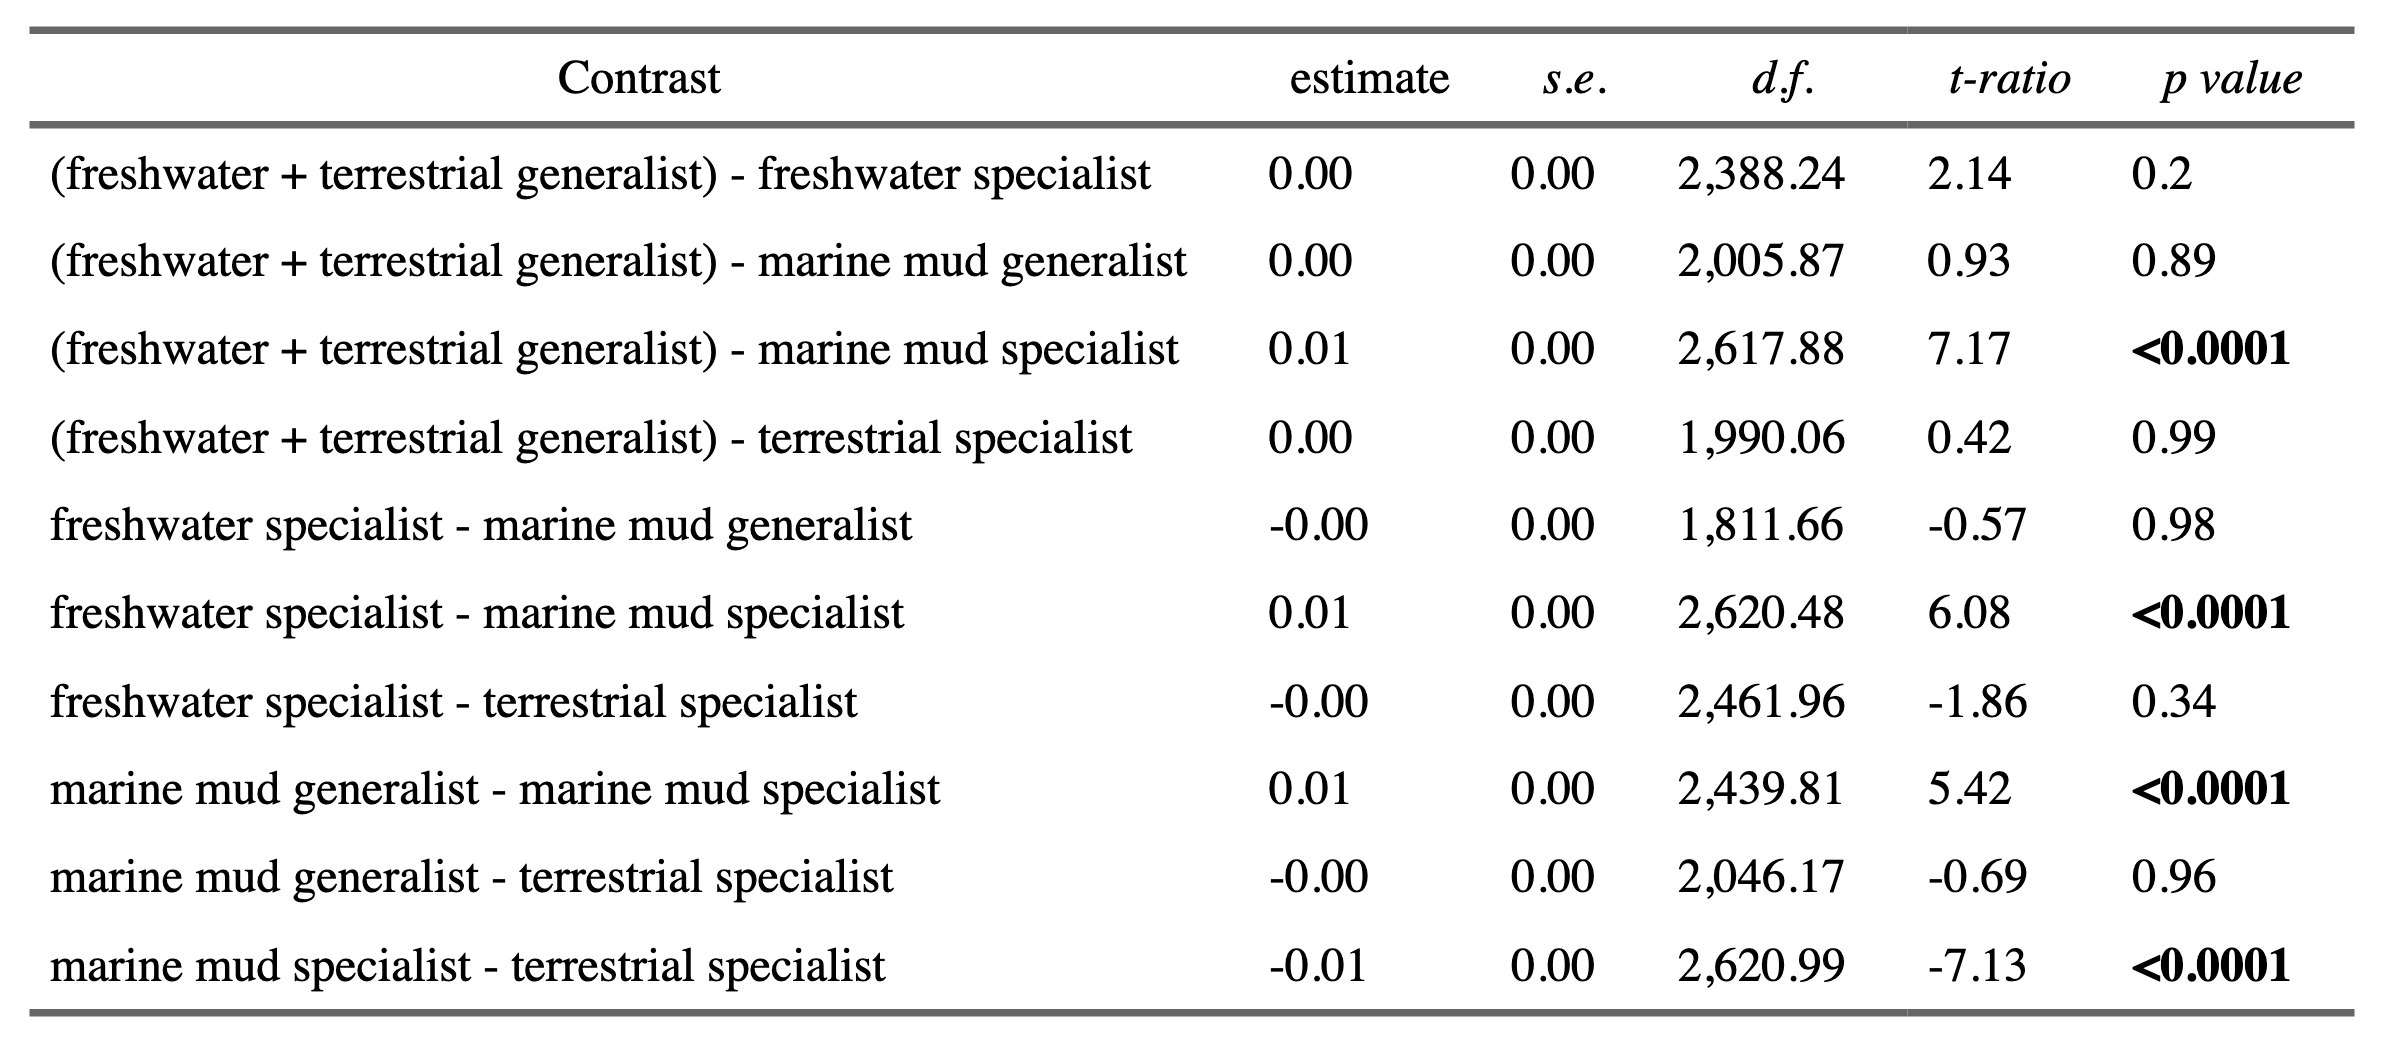 Contrast estimate s.e. d.f. t-ratio p value
(freshwater + terrestrial generalist) - freshwater specialist 0.00 0.00 2,388.24 2.14 0.2
(freshwater + terrestrial generalist) - marine mud generalist 0.00 0.00 2,005.87 0.93 0.89
(freshwater + terrestrial generalist) - marine mud specialist 0.01 0.00 2,617.88 7.17 <0.0001
(freshwater + terrestrial generalist) - terrestrial specialist 0.00 0.00 1,990.06 0.42 0.99
freshwater specialist - marine mud generalist -0.00 0.00 1,811.66 -0.57 0.98
freshwater specialist - marine mud specialist 0.01 0.00 2,620.48 6.08 <0.0001
freshwater specialist - terrestrial specialist -0.00 0.00 2,461.96 -1.86 0.34
marine mud generalist - marine mud specialist 0.01 0.00 2,439.81 5.42 <0.0001
marine mud generalist - terrestrial specialist -0.00 0.00 2,046.17 -0.69 0.96
marine mud specialist - terrestrial specialist -0.01 0.00 2,620.99 -7.13 <0.0001